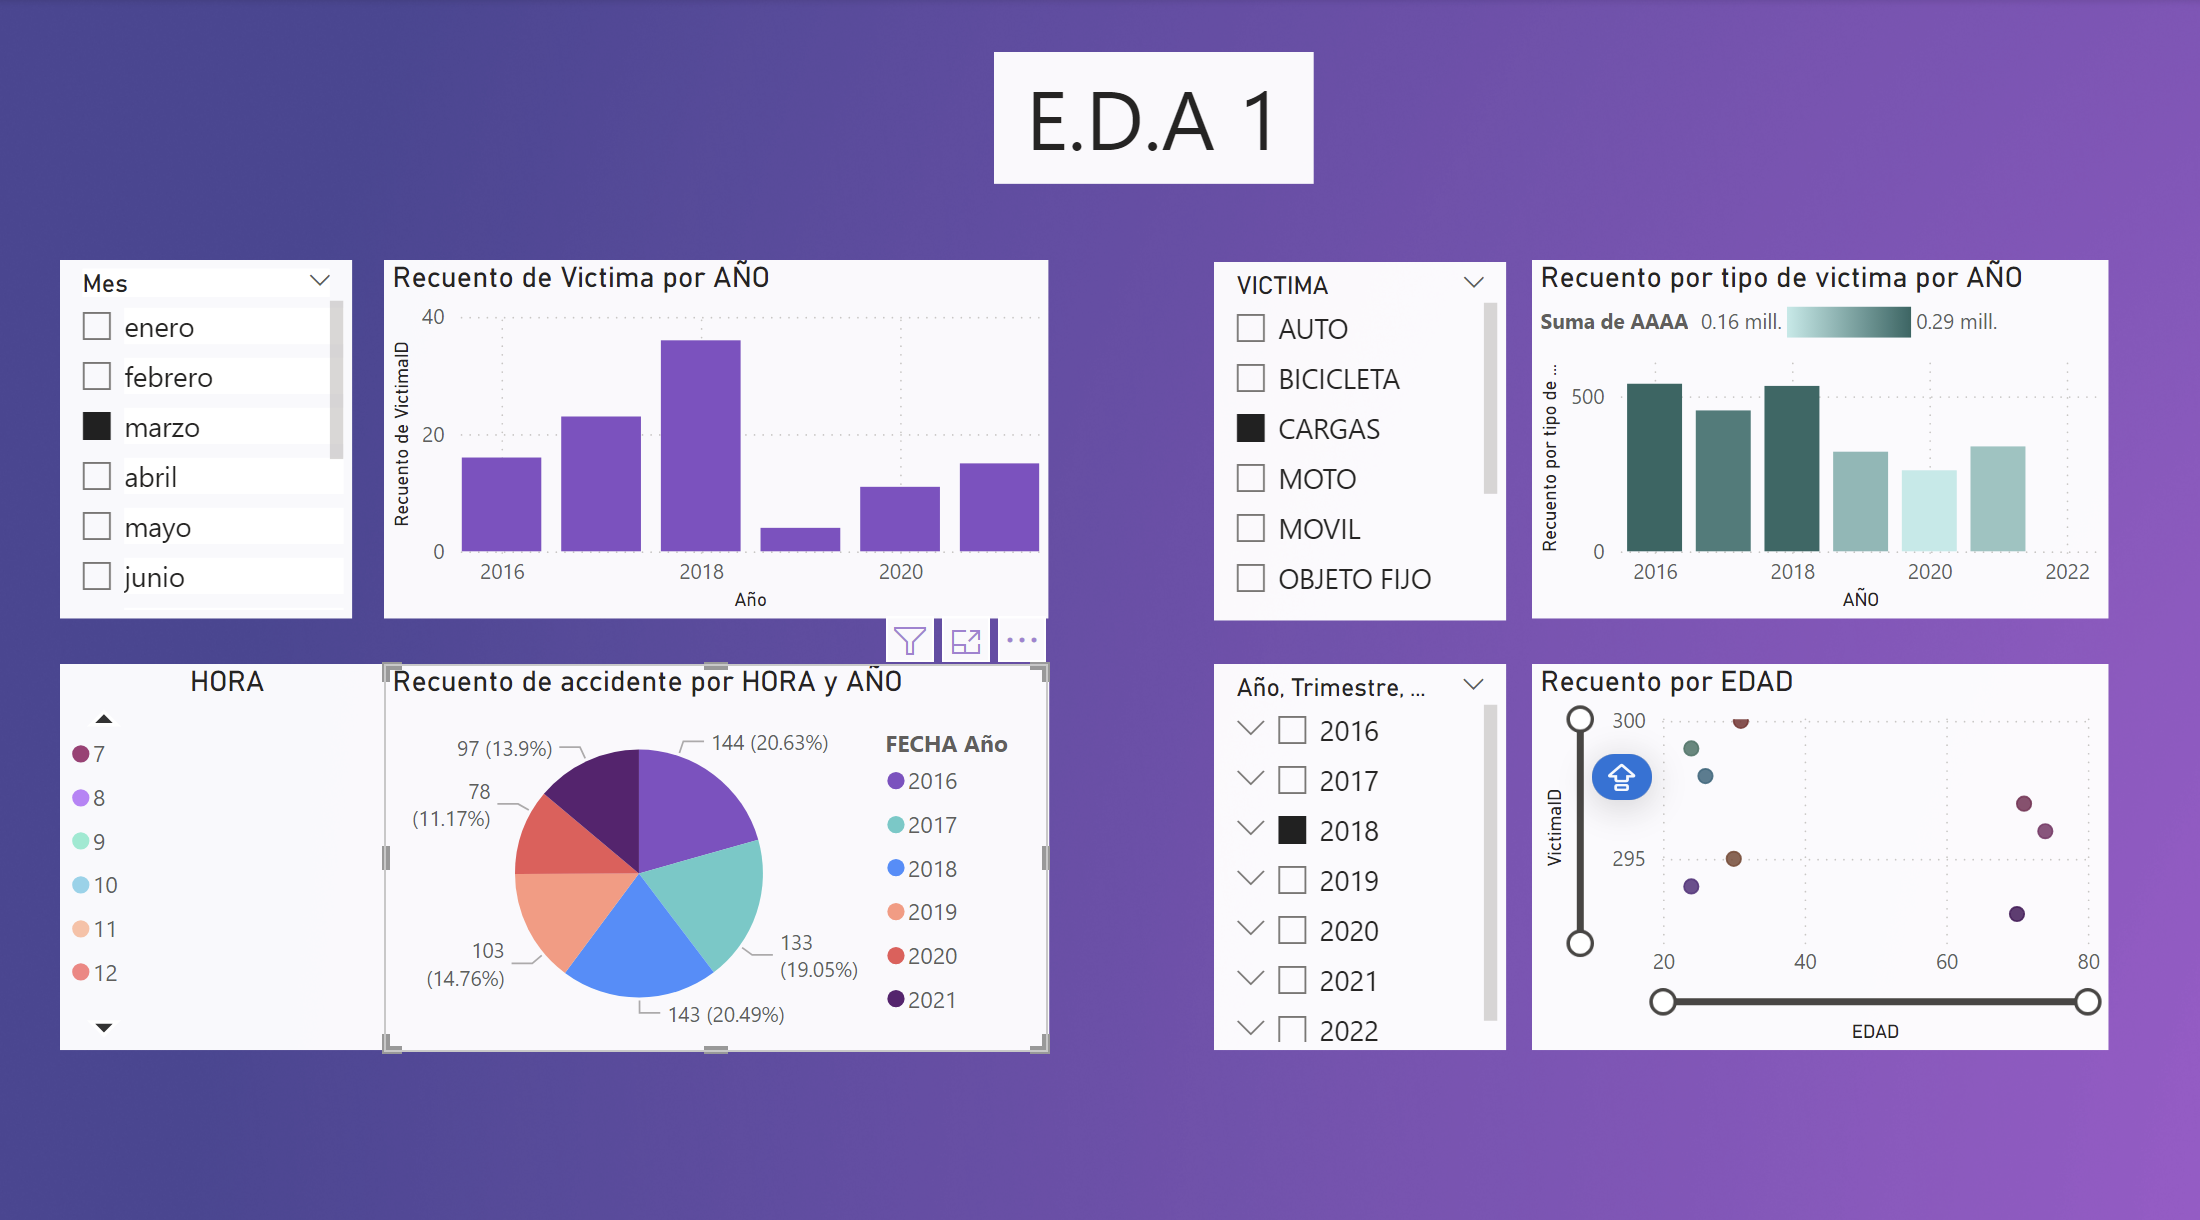 E.D.A 1
Mes
enero
febrero
marzo
abril
mayo
junio
Recuento de Victima por AÑO
Recuento de VictimaID
40
20
0
2016
2018
2020
Año
VICTIMA
AUTO
BICICLETA
CARGAS
MOTO
MOVIL
OBJETO FIJO
Recuento por tipo de victima por AÑO
Suma de AAAA 0.16 mill. 0.29 mill.
Recuento por tipo de ...
500
0
2016
2018
2020
2022
AÑO
HORA
7
8
9
10
11
12
Recuento de accidente por HORA y AÑO
97 (13.9%)
144 (20.63%)
78
(11.17%)
103
(14.76%)
133
(19.05%)
143 (20.49%)
FECHA Año
2016
2017
2018
2019
2020
2021
Año, Trimestre, ...
2016
2017
2018
2019
2020
2021
2022
Recuento por EDAD
VictimaID
300
295
20
40
60
80
EDAD